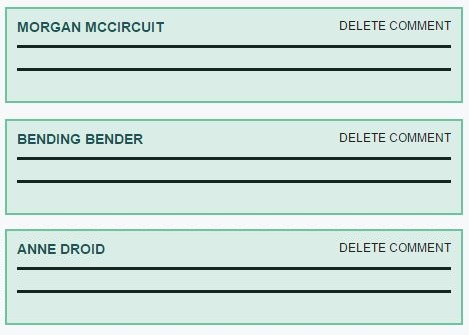 MORGAN MCCIRCUIT DELETE COMMENT
BENDING BENDER DELETE COMMENT
ANNE DROID DELETE COMMENT